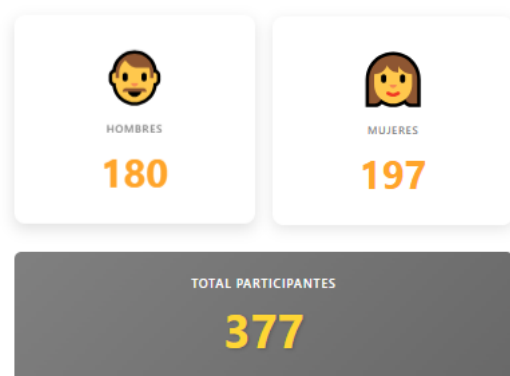 HOMBRES
180
MUJERES
197
TOTAL PARTICIPANTES
377